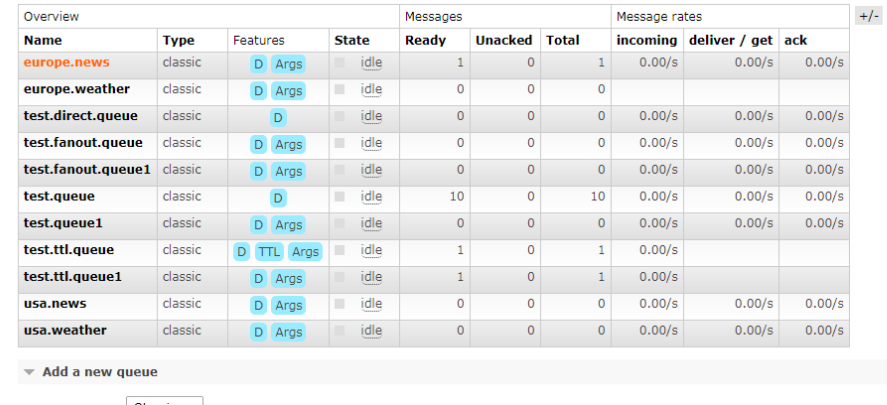 Overview Messages Message rates +/-
Name Type Features State Ready Unacked Total incoming deliver / get ack
europe.news classic D Args idle 1 0 1 0.00/s 0.00/s 0.00/s
europe.weather classic D Args idle 0 0 0
test.direct.queue classic D idle 0 0 0 0.00/s 0.00/s 0.00/s
test.fanout.queue classic D Args idle 0 0 0 0.00/s 0.00/s 0.00/s
test.fanout.queue1 classic D Args idle 0 0 0 0.00/s 0.00/s 0.00/s
test.queue classic D idle 10 0 10 0.00/s 0.00/s 0.00/s
test.queue1 classic D Args idle 0 0 0 0.00/s 0.00/s 0.00/s
test.ttl.queue classic D TTL Args idle 1 0 1 0.00/s
test.ttl.queue1 classic D Args idle 1 0 1 0.00/s
usa.news classic D Args idle 0 0 0 0.00/s 0.00/s 0.00/s
usa.weather classic D Args idle 0 0 0 0.00/s 0.00/s 0.00/s
Add a new queue